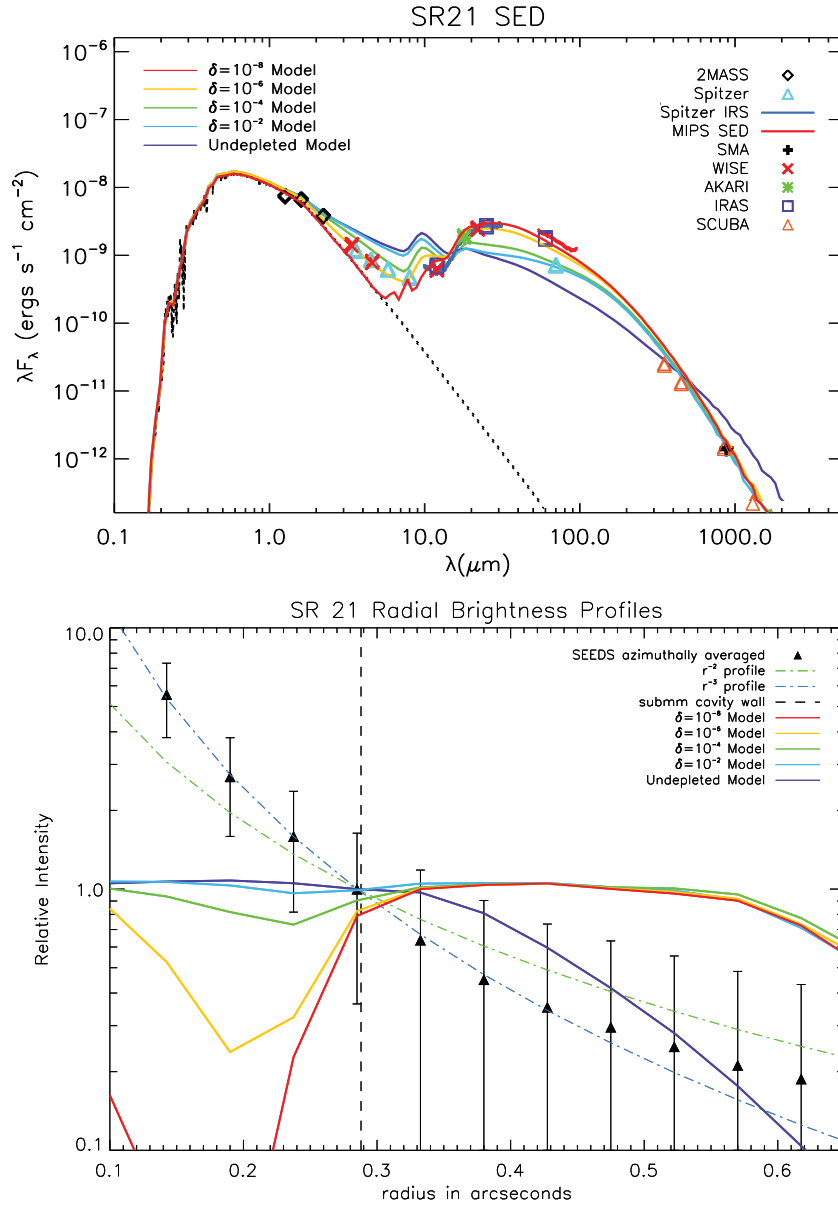 SR21 SED
λF_λ (ergs s⁻¹ cm⁻²)
10⁻⁶
10⁻⁷
10⁻⁸
10⁻⁹
10⁻¹⁰
10⁻¹¹
10⁻¹²
δ=10⁻⁸ Model
δ=10⁻⁶ Model
δ=10⁻⁴ Model
δ=10⁻² Model
Undepleted Model
2MASS
Spitzer
Spitzer IRS
MIPS SED
SMA
WISE
AKARI
IRAS
SCUBA
0.1 1.0 10.0 100.0 1000.0
λ(μm)
SR 21 Radial Brightness Profiles
Relative Intensity
10.0
1.0
0.1
SEEDS azimuthally averaged
r⁻² profile
r⁻³ profile
submm cavity wall
δ=10⁻⁸ Model
δ=10⁻⁶ Model
δ=10⁻⁴ Model
δ=10⁻² Model
Undepleted Model
0.1 0.2 0.3 0.4 0.5 0.6
radius in arcseconds